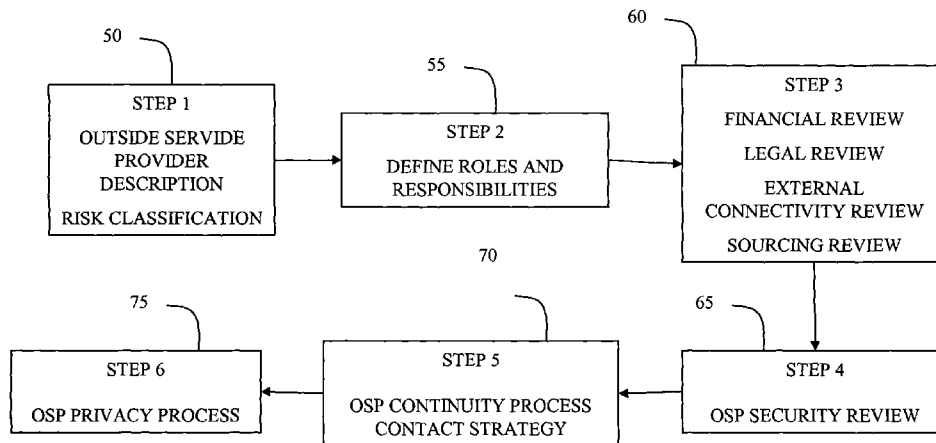 50
STEP 1
OUTSIDE SERVIDE
PROVIDER
DESCRIPTION
RISK CLASSIFICATION
55
STEP 2
DEFINE ROLES AND
RESPONSIBILITIES
60
STEP 3
FINANCIAL REVIEW
LEGAL REVIEW
EXTERNAL
CONNECTIVITY REVIEW
SOURCING REVIEW
65
STEP 4
OSP SECURITY REVIEW
70
STEP 5
OSP CONTINUITY PROCESS
CONTACT STRATEGY
75
STEP 6
OSP PRIVACY PROCESS